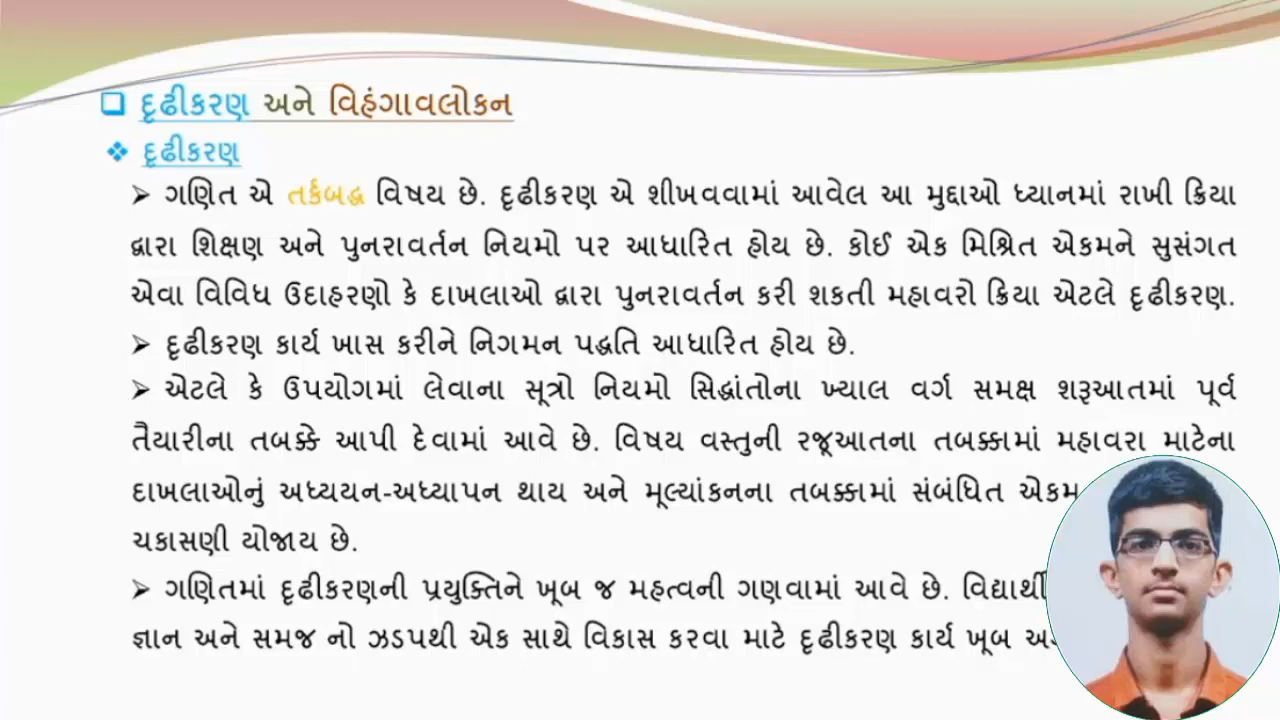 દૃઢીકરણ અને વિહંગાવલોકન
દૃઢીકરણ
ગણિત એ તર્કબદ્ધ વિષય છે. દૃઢીકરણ એ શીખવવામાં આવેલ આ મુદ્દાઓ ધ્યાનમાં રાખી ક્રિયા
દ્વારા શિક્ષણ અને પુનરાવર્તન નિયમો પર આધારિત હોય છે. કોઈ એક મિશ્રિત એકમને સુસંગત
એવા વિવિધ ઉદાહરણો કે દાખલાઓ દ્વારા પુનરાવર્તન કરી શકતી મહાવરો ક્રિયા એટલે દૃઢીકરણ.
દૃઢીકરણ કાર્ય ખાસ કરીને નિગમન પદ્ધતિ આધારિત હોય છે.
એટલે કે ઉપયોગમાં લેવાના સૂત્રો નિયમો સિદ્ધાંતોના ખ્યાલ વર્ગ સમક્ષ શરૂઆતમાં પૂર્વ
તૈયારીના તબક્કે આપી દેવામાં આવે છે. વિષય વસ્તુની રજૂઆતના તબક્કામાં મહાવરા માટેના
દાખલાઓનું અધ્યયન-અધ્યાપન થાય અને મૂલ્યાંકનના તબક્કામાં સંબંધિત એકમ
ચકાસણી યોજાય છે.
ગણિતમાં દૃઢીકરણની પ્રયુક્તિને ખૂબ જ મહત્વની ગણવામાં આવે છે. વિદ્યાર્થી
જ્ઞાન અને સમજ નો ઝડપથી એક સાથે વિકાસ કરવા માટે દૃઢીકરણ કાર્ય ખૂબ